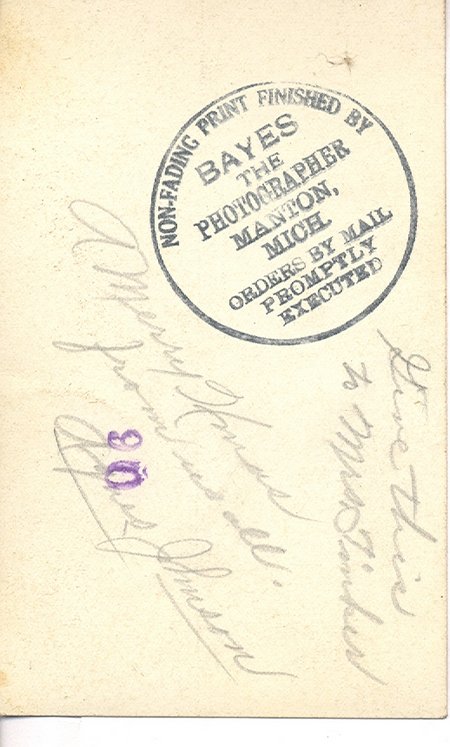 NON-FADING PRINT FINISHED BY
BAYES
THE
PHOTOGRAPHER
MANTON,
MICH.
ORDERS BY MAIL
PROMPTLY
EXECUTED
A Merry Xmas
from us all.
Johnson
Give this
to Mrs